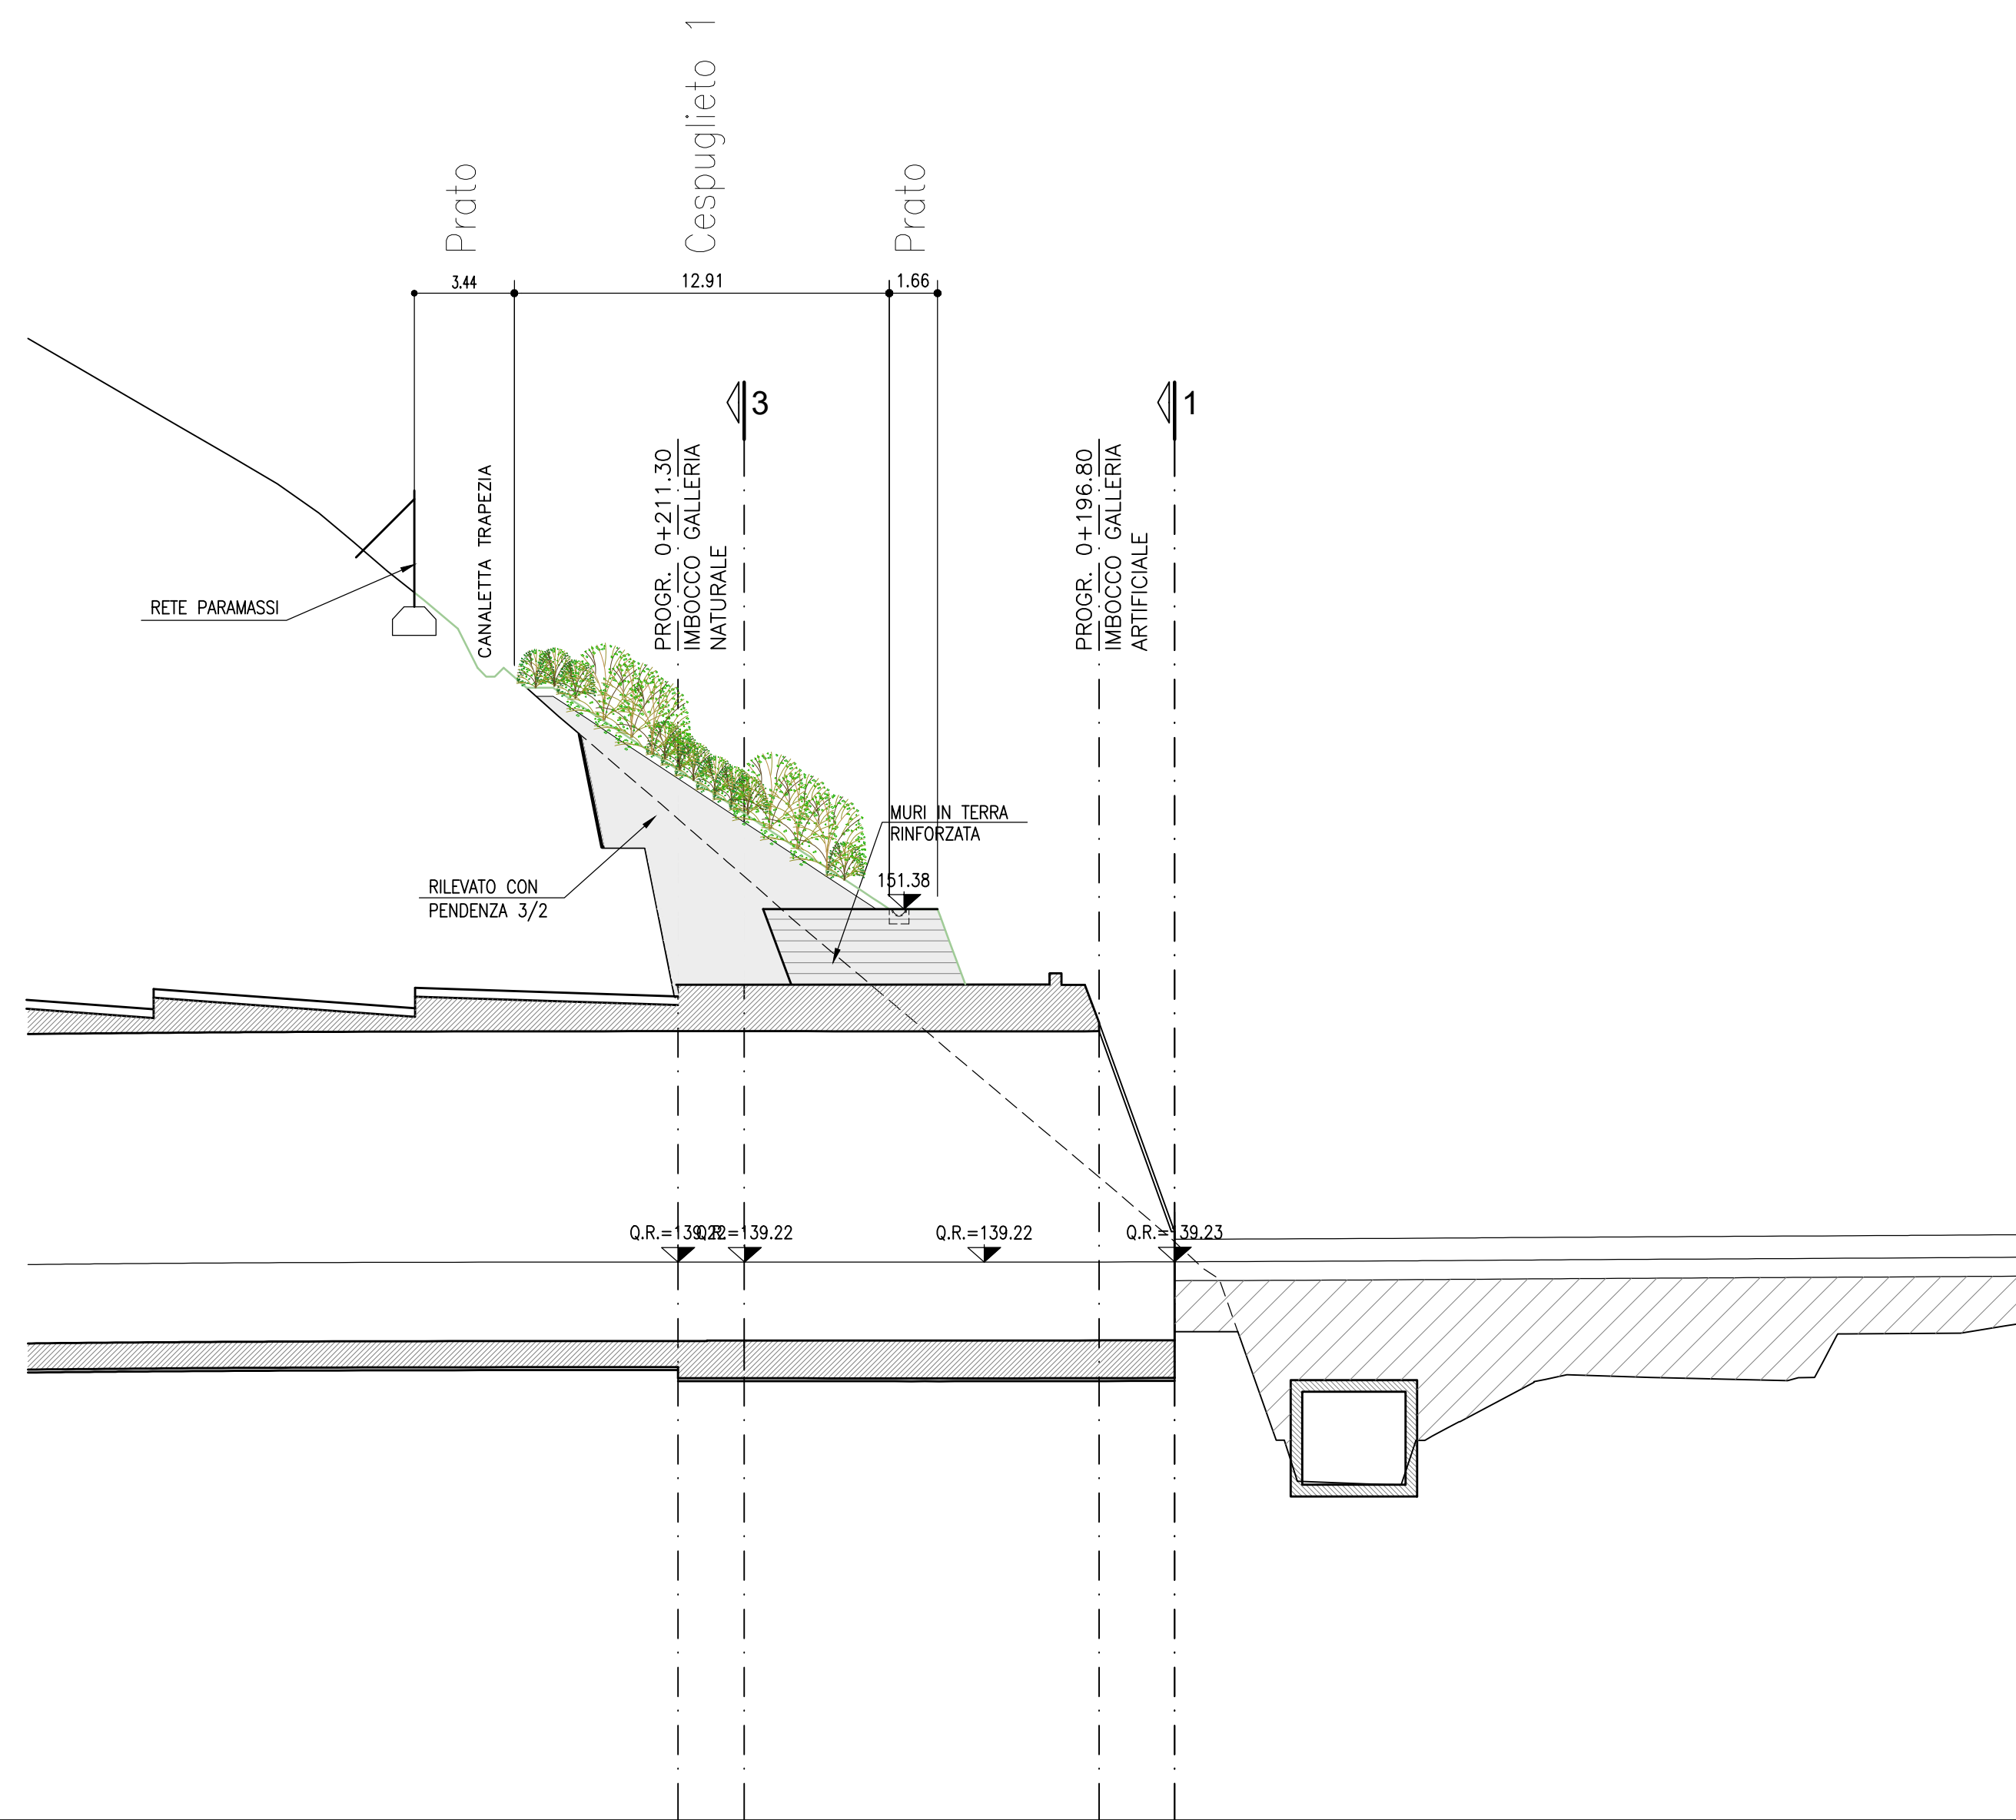 Prato
Cespuglieto 1
Prato
3.44
12.91
1.66
3
1
PROGR. 0+211.30
IMBOCCO GALLERIA
NATURALE
PROGR. 0+196.80
IMBOCCO GALLERIA
ARTIFICIALE
CANALETTA TRAPEZIA
RETE PARAMASSI
MURI IN TERRA
RINFORZATA
151.38
RILEVATO CON
PENDENZA 3/2
Q.R.=139.22
Q.R.=139.22
Q.R.=139.22
Q.R.=139.23